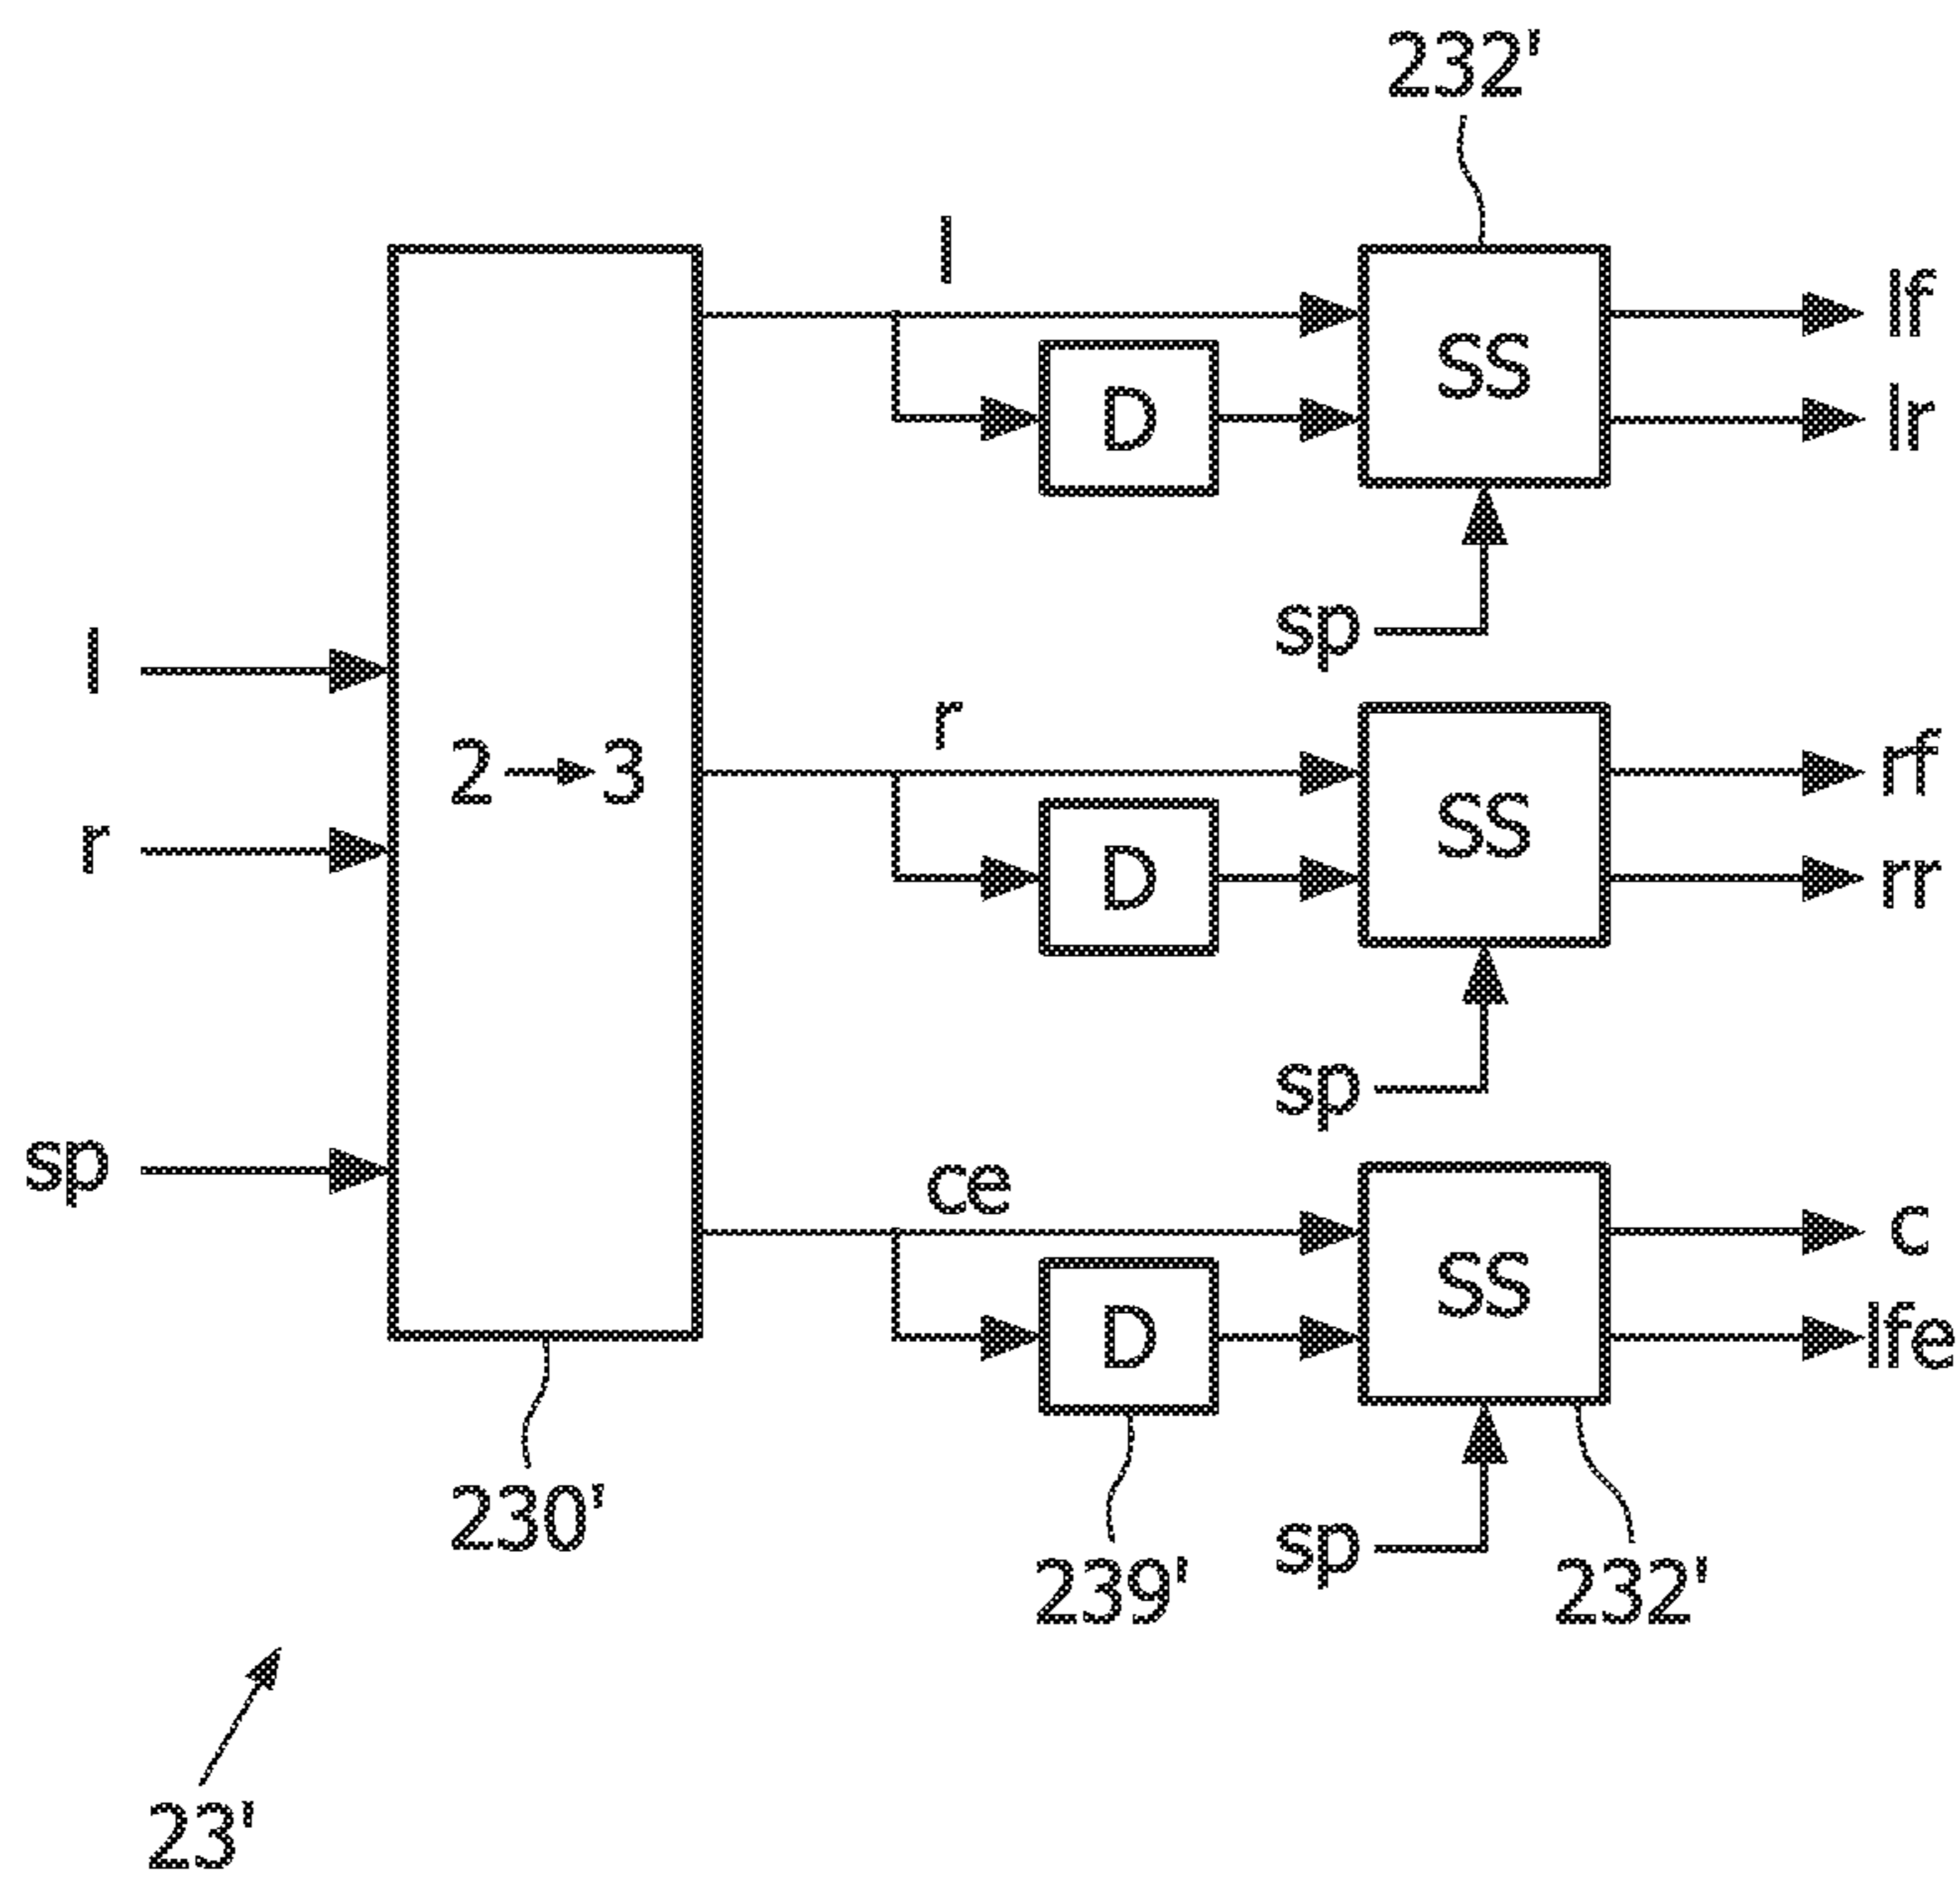 232'
l
SS
lf
D
lr
sp
l
2 → 3
r
r
SS
rf
D
rr
sp
sp
ce
SS
c
D
lfe
sp
230'
239'
232'
23'